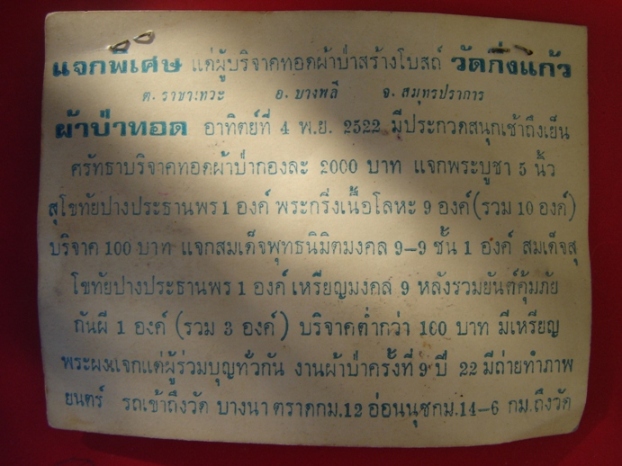 แจกพิเศษ แด่ผู้บริจาคทอดผ้าป่าสร้างโบสถ์ วัดกิ่งแก้ว
ต. ราชาเทวะ อ. บางพลี จ. สมุทรปราการ
ผ้าป่าทอด อาทิตย์ที่ 4 พ.ย. 2522 มีประกวดสนุกเช้าถึงเย็น
ศรัทธาบริจาคทอดผ้าป่ากองละ 2000 บาท แจกพระบูชา 5 นิ้ว
สุโขทัยปางประธานพร 1 องค์ พระกริ่งเนื้อโลหะ 9 องค์ (รวม 10 องค์)
บริจาค 100 บาท แจกสมเด็จพุทธนิมิตมงคล 9-9 ชั้น 1 องค์ สมเด็จสุ
โขทัยปางประธานพร 1 องค์ เหรียญมงคล 9 หลังรวมยันต์คุ้มภัย
กันผี 1 องค์ (รวม 3 องค์) บริจาคต่ำกว่า 100 บาท มีเหรียญ
พระผงแจกแด่ผู้ร่วมบุญทั่วกัน งานผ้าป่าครั้งที่ 9 ปี 22 มีถ่ายทำภาพ
ยนตร์ รถเข้าถึงวัด บางนา ตราดกม.12 อ่อนนุชกม.14-6 กม.ถึงวัด